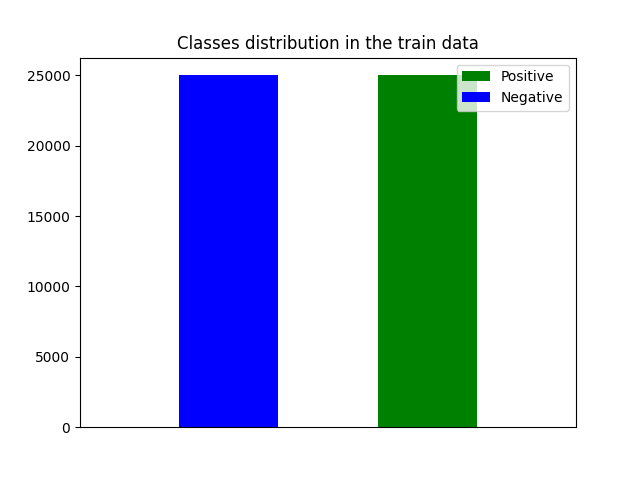 Classes distribution in the train data
25000
20000
15000
10000
5000
0
Positive
Negative